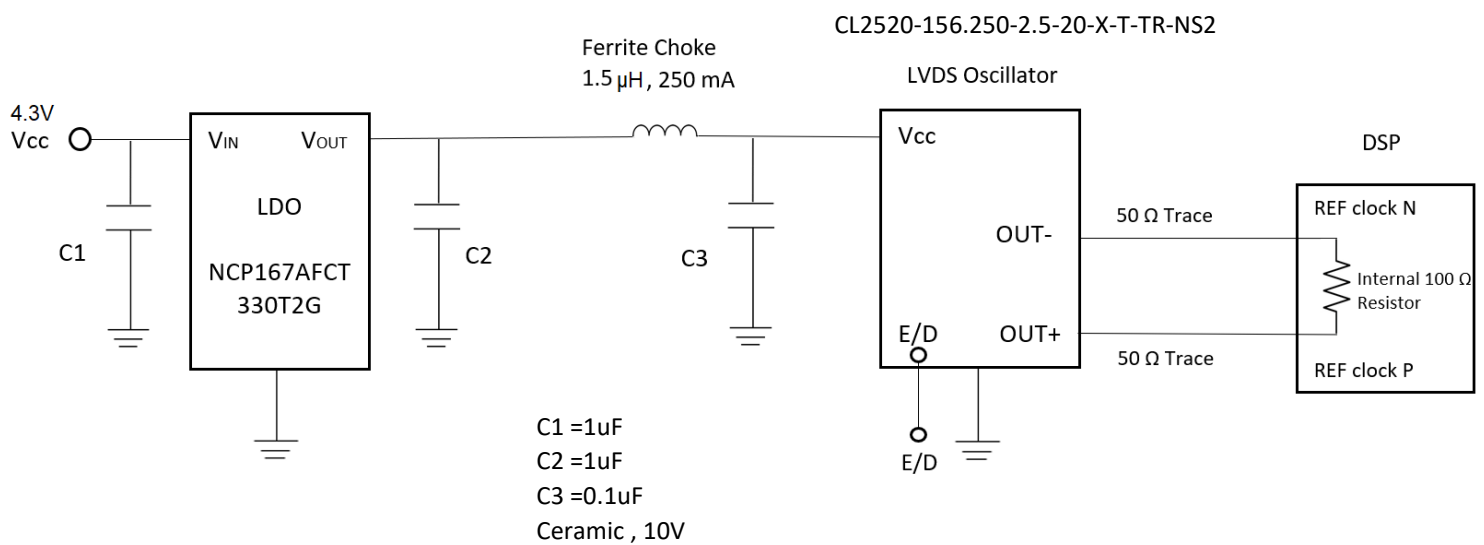 CL2520-156.250-2.5-20-X-T-TR-NS2
Ferrite Choke
1.5 µH , 250 mA
LVDS Oscillator
4.3V
Vcc
VIN
VOUT
LDO
NCP167AFCT
330T2G
C1
C2
C3
Vcc
OUT-
OUT+
E/D
E/D
50 Ω Trace
50 Ω Trace
DSP
REF clock N
Internal 100 Ω
Resistor
REF clock P
C1 =1uF
C2 =1uF
C3 =0.1uF
Ceramic , 10V